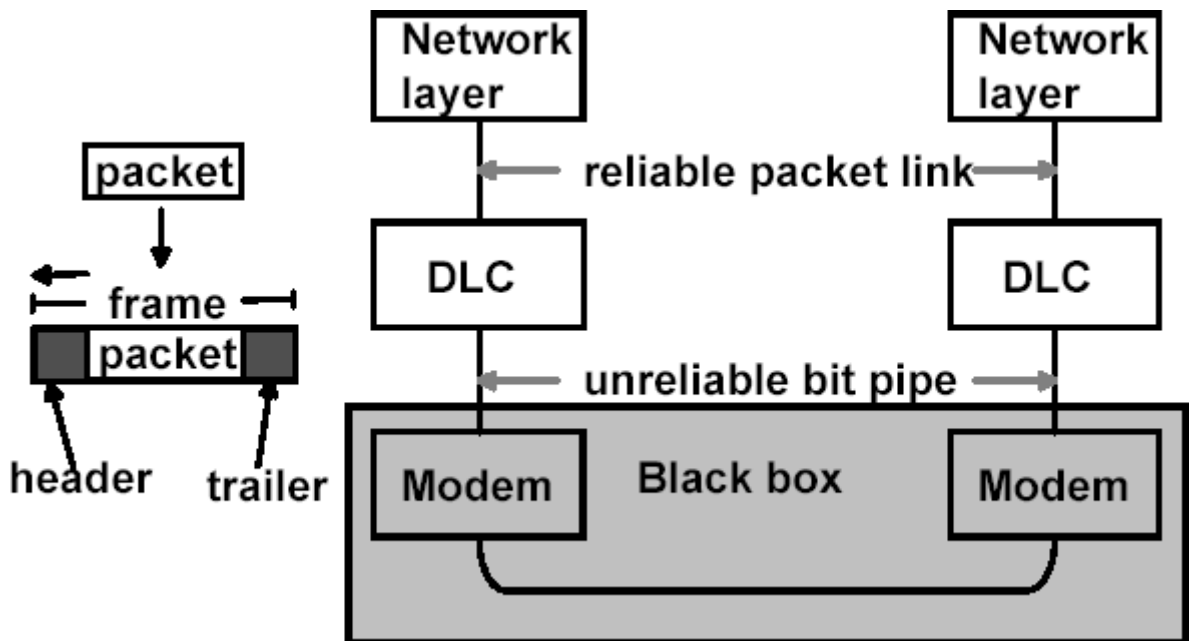 Network
layer
Network
layer
packet
reliable packet link
DLC
DLC
frame
packet
unreliable bit pipe
header
trailer
Modem
Black box
Modem